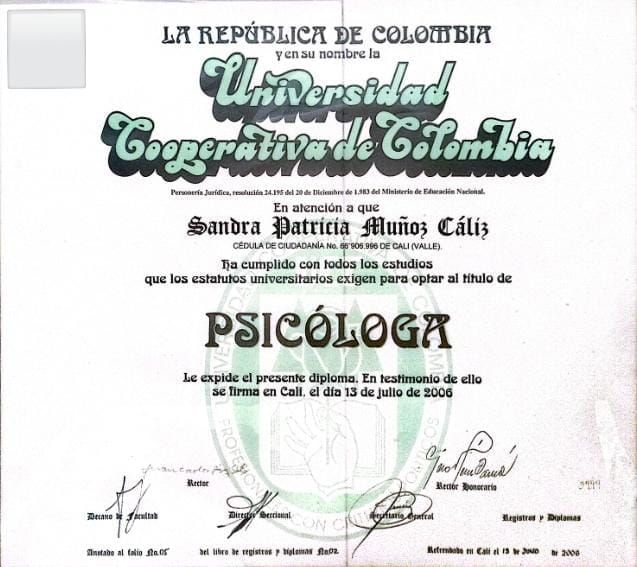 LA REPÚBLICA DE COLOMBIA
y en su nombre la
Universidad
Cooperativa de Colombia
Personería Jurídica, resolución 24.195 del 20 de Diciembre de 1.983 del Ministerio de Educación Nacional.
En atención a que
Sandra Patricia Muñoz Cáliz
CÉDULA DE CIUDADANÍA No. 66'906.996 DE CALI (VALLE).
ha cumplido con todos los estudios
que los estatutos universitarios exigen para optar al título de
PSICÓLOGA
Le expide el presente diploma. En testimonio de ello
se firma en Cali, el día 13 de julio de 2006
Rector
Rector Honorario
Decano de Facultad
Director Seccional
Secretario General
Registros y Diplomas
Anotado al folio No.05
del libro de registros y diplomas No.02
Refrendado en Cali el 13 de Julio de 2006